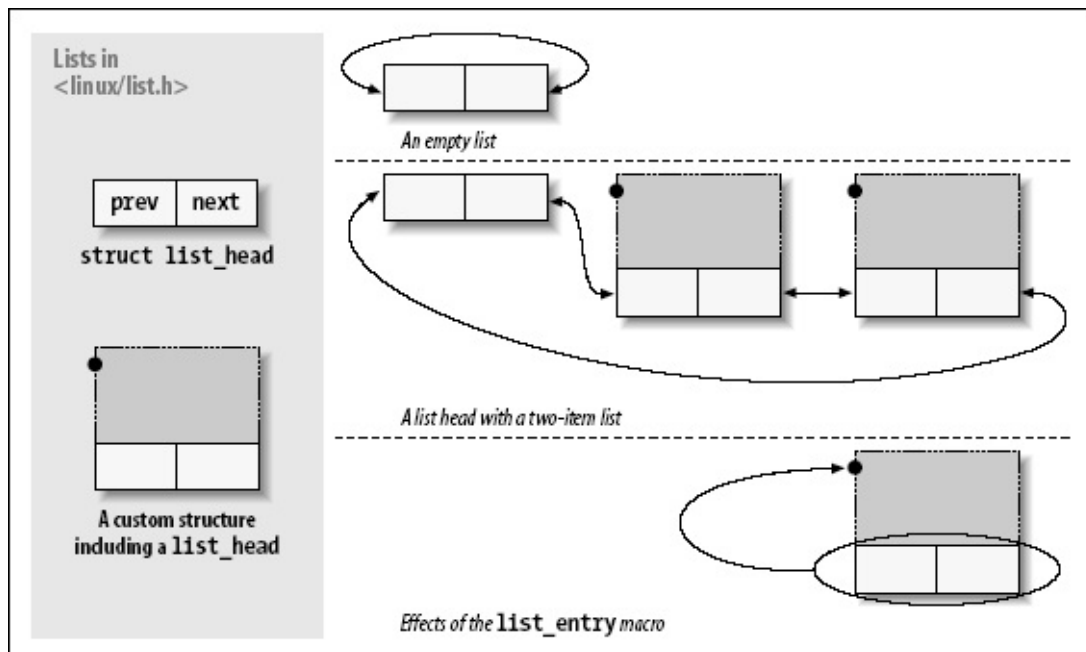 Lists in
<linux/list.h>
prev next
struct list_head
A custom structure
including a list_head
An empty list
A list head with a two-item list
Effects of the list_entry macro